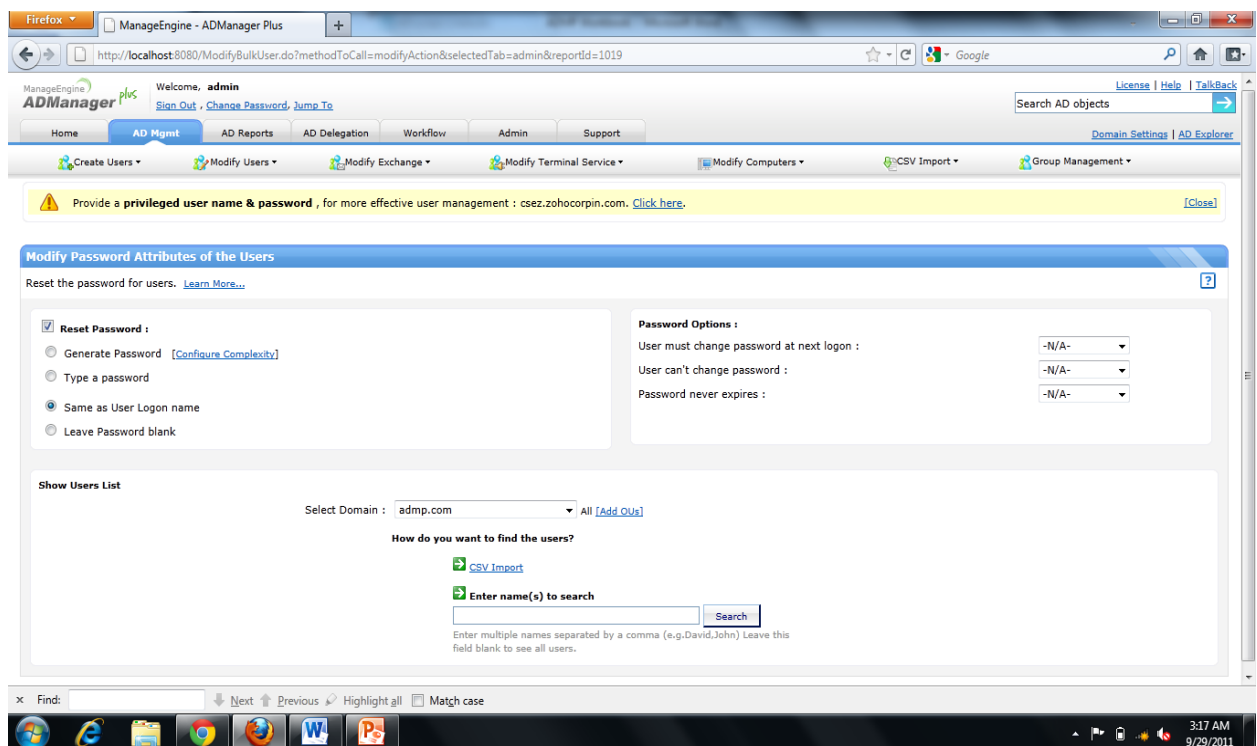 Firefox
ManageEngine - ADManager Plus
http://localhost:8080/ModifyBulkUser.do?methodToCall=modifyAction&selectedTab=admin&reportId=1019
Google
ManageEngine
ADManager plus
Welcome, admin
Sign Out , Change Password, Jump To
License | Help | TalkBack
Search AD objects
Home AD Mgmt AD Reports AD Delegation Workflow Admin Support
Domain Settings | AD Explorer
Create Users Modify Users Modify Exchange Modify Terminal Service Modify Computers CSV Import Group Management
Provide a privileged user name & password , for more effective user management : csez.zohocorpin.com. Click here.
[Close]
Modify Password Attributes of the Users
Reset the password for users. Learn More...
?
Reset Password :
Generate Password [Configure Complexity]
Type a password
Same as User Logon name
Leave Password blank
Password Options :
User must change password at next logon : -N/A-
User can't change password : -N/A-
Password never expires : -N/A-
Show Users List
Select Domain : admp.com All [Add OUs]
How do you want to find the users?
CSV Import
Enter name(s) to search
Search
Enter multiple names separated by a comma (e.g.David,John) Leave this
field blank to see all users.
× Find: Next Previous Highlight all Match case
3:17 AM
9/29/2011